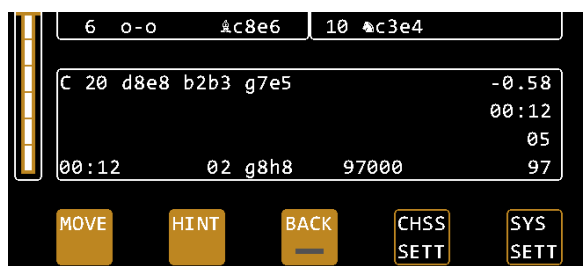 6 o-o ♗c8e6 10 ♞c3e4
C 20 d8e8 b2b3 g7e5 -0.58
00:12
05
00:12 02 g8h8 97000 97
MOVE HINT BACK CHSS SYS
SETT SETT